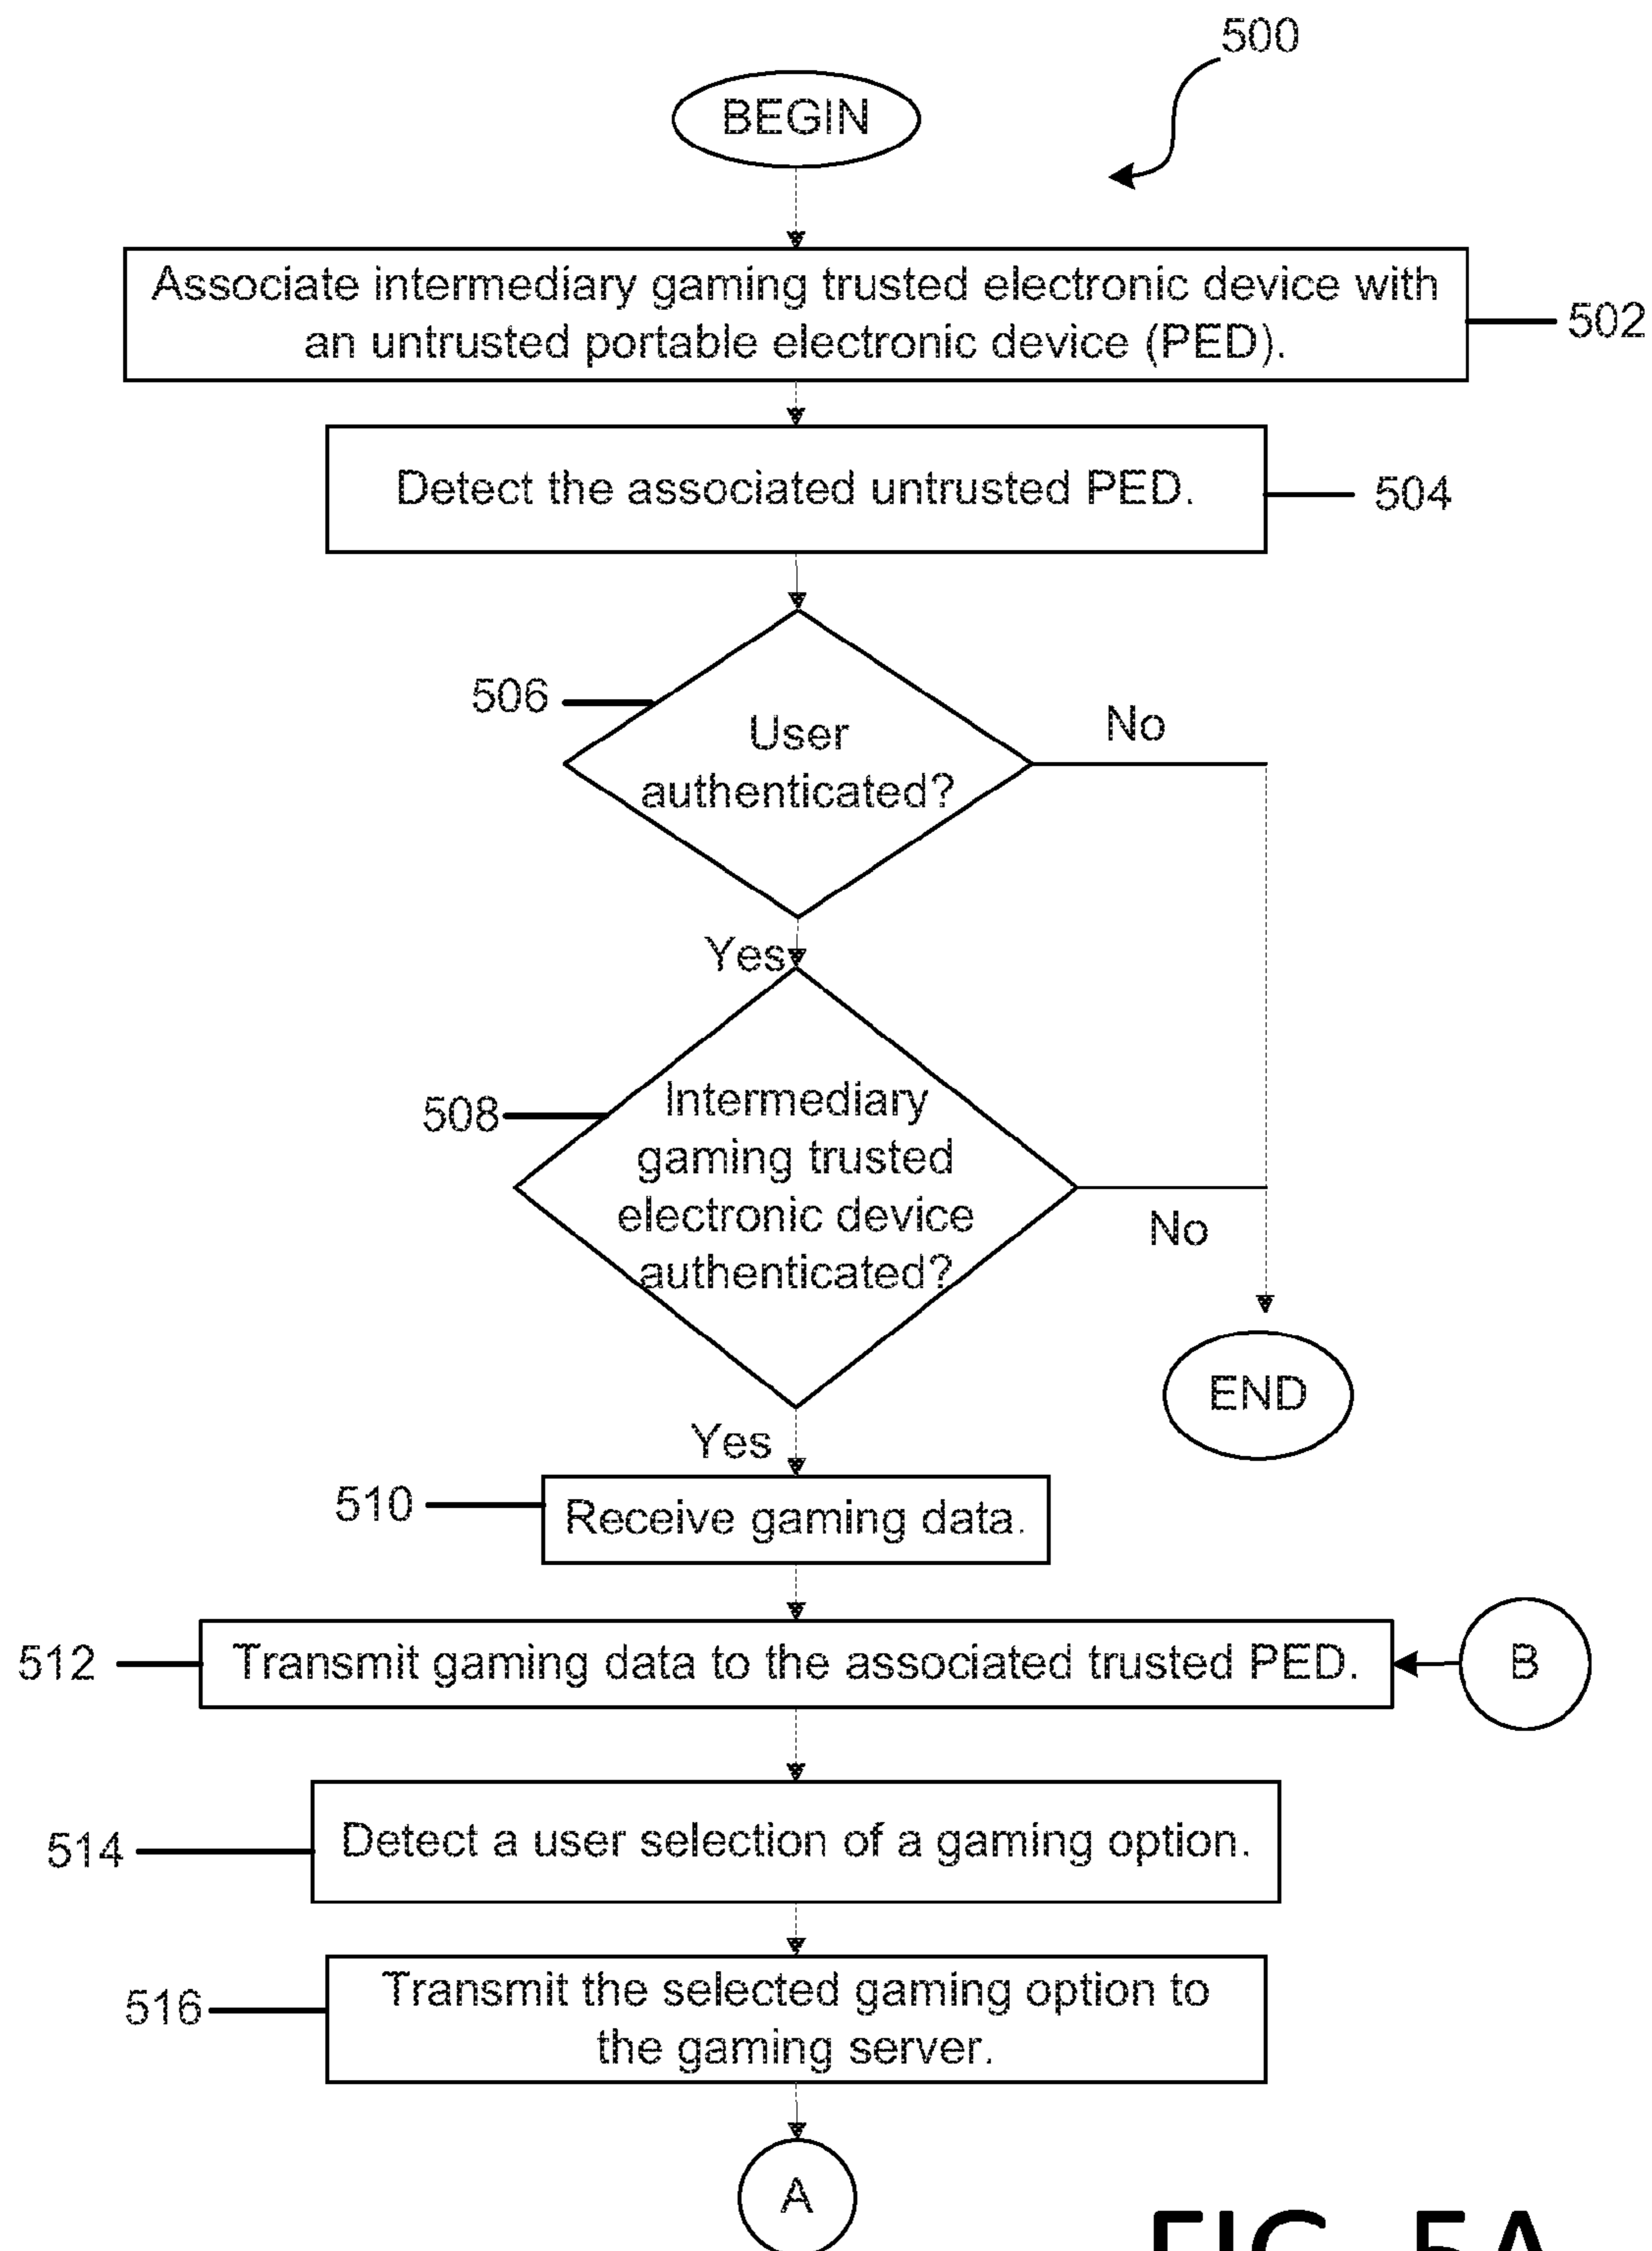 500
BEGIN
Associate intermediary gaming trusted electronic device with
an untrusted portable electronic device (PED).
502
Detect the associated untrusted PED.
504
506
User
authenticated?
No
Yes
508
Intermediary
gaming trusted
electronic device
authenticated?
No
END
Yes
510
Receive gaming data.
512
Transmit gaming data to the associated trusted PED.
B
514
Detect a user selection of a gaming option.
516
Transmit the selected gaming option to
the gaming server.
A
FIG. 5A